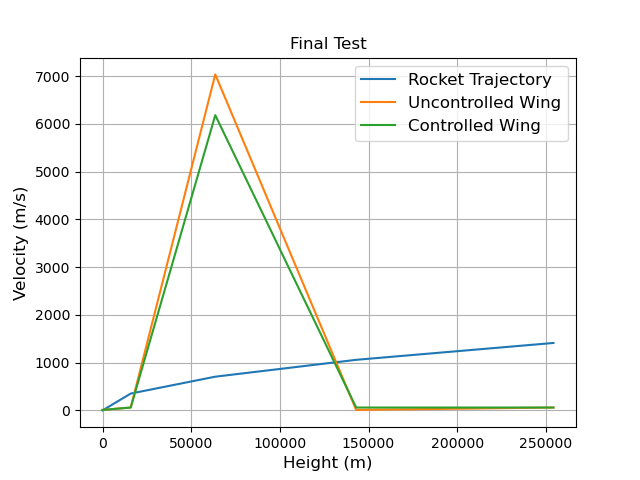 Final Test
Rocket Trajectory
Uncontrolled Wing
Controlled Wing
7000
6000
5000
4000
3000
2000
1000
0
Velocity (m/s)
0 50000 100000 150000 200000 250000
Height (m)